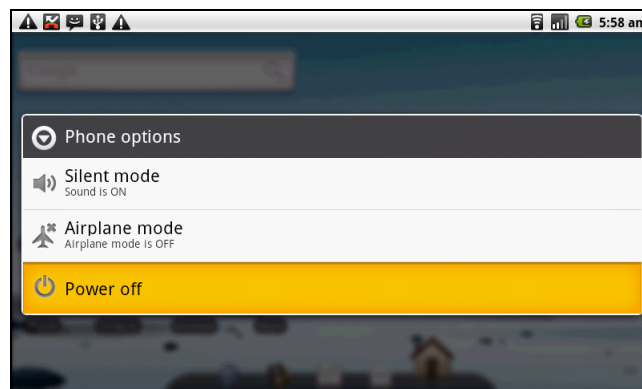 5:58 am
Phone options
Silent mode
Sound is ON
Airplane mode
Airplane mode is OFF
Power off